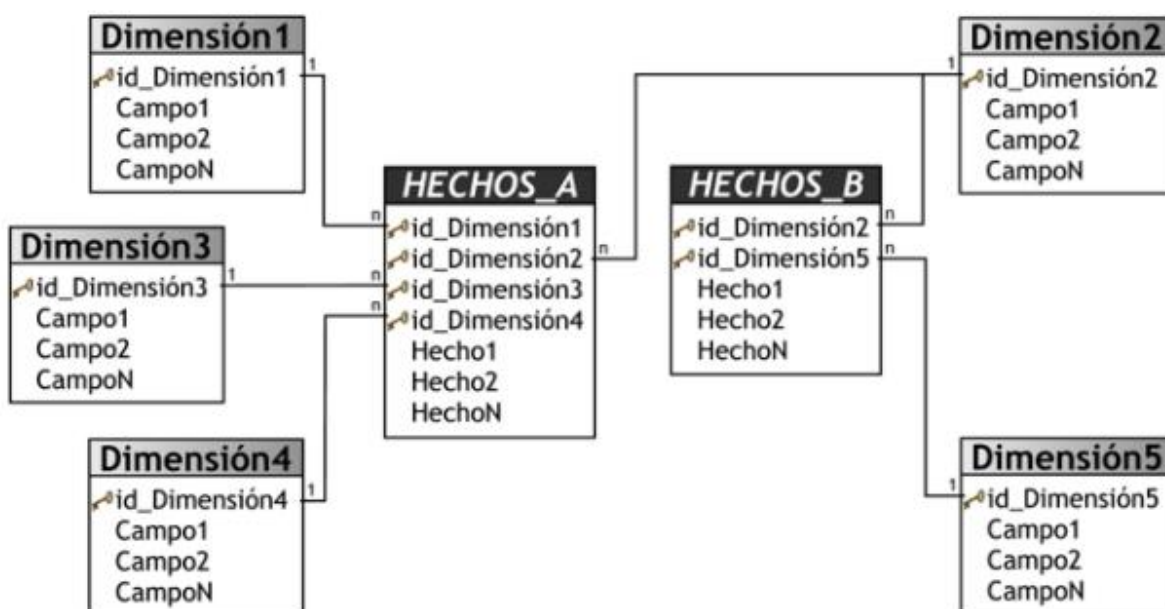 Dimensión1
id_Dimensión1
Campo1
Campo2
CampoN
1
Dimensión3
id_Dimensión3
Campo1
Campo2
CampoN
1
Dimensión4
id_Dimensión4
Campo1
Campo2
CampoN
1
HECHOS_A
n
id_Dimensión1
id_Dimensión2
n
n
id_Dimensión3
n
id_Dimensión4
Hecho1
Hecho2
HechoN
HECHOS_B
id_Dimensión2
n
id_Dimensión5
n
Hecho1
Hecho2
HechoN
Dimensión2
1
id_Dimensión2
Campo1
Campo2
CampoN
Dimensión5
1
id_Dimensión5
Campo1
Campo2
CampoN